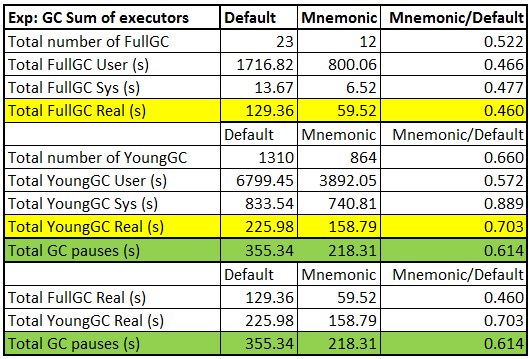 Exp: GC Sum of executors Default Mnemonic Mnemonic/Default
Total number of FullGC 23 12 0.522
Total FullGC User (s) 1716.82 800.06 0.466
Total FullGC Sys (s) 13.67 6.52 0.477
Total FullGC Real (s) 129.36 59.52 0.460
Default Mnemonic Mnemonic/Default
Total number of YoungGC 1310 864 0.660
Total YoungGC User (s) 6799.45 3892.05 0.572
Total YoungGC Sys (s) 833.54 740.81 0.889
Total YoungGC Real (s) 225.98 158.79 0.703
Total GC pauses (s) 355.34 218.31 0.614
Default Mnemonic Mnemonic/Default
Total FullGC Real (s) 129.36 59.52 0.460
Total YoungGC Real (s) 225.98 158.79 0.703
Total GC pauses (s) 355.34 218.31 0.614